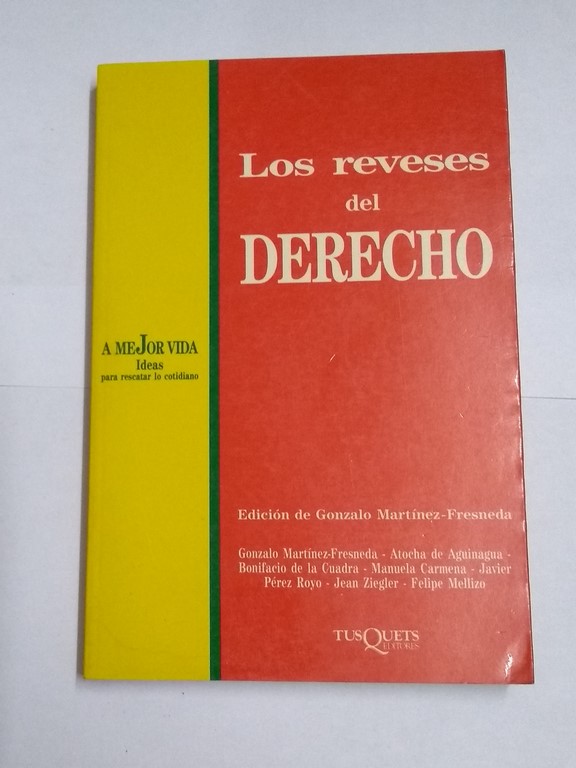 Los reveses
del
DERECHO
A MEJOR VIDA
Ideas
para rescatar lo cotidiano
Edición de Gonzalo Martínez-Fresneda
Gonzalo Martínez-Fresneda - Atocha de Aguinagua -
Bonifacio de la Cuadra - Manuela Carmena - Javier
Pérez Royo - Jean Ziegler - Felipe Mellizo
TUSQUETS
EDITORES